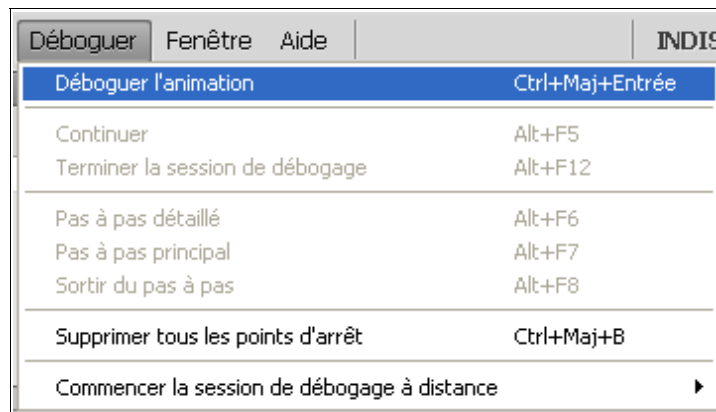 Déboguer Fenêtre Aide INDIS
Déboguer l'animation Ctrl+Maj+Entrée
Continuer Alt+F5
Terminer la session de débogage Alt+F12
Pas à pas détaillé Alt+F6
Pas à pas principal Alt+F7
Sortir du pas à pas Alt+F8
Supprimer tous les points d'arrêt Ctrl+Maj+B
Commencer la session de débogage à distance